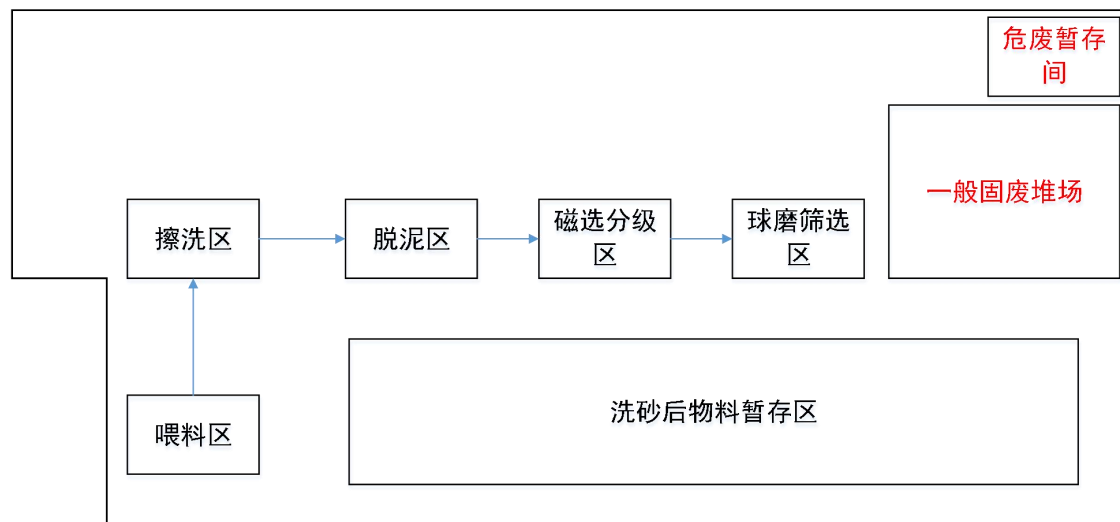 危废暂存
间
一般固废堆场
擦洗区
脱泥区
磁选分级
区
球磨筛选
区
喂料区
洗砂后物料暂存区